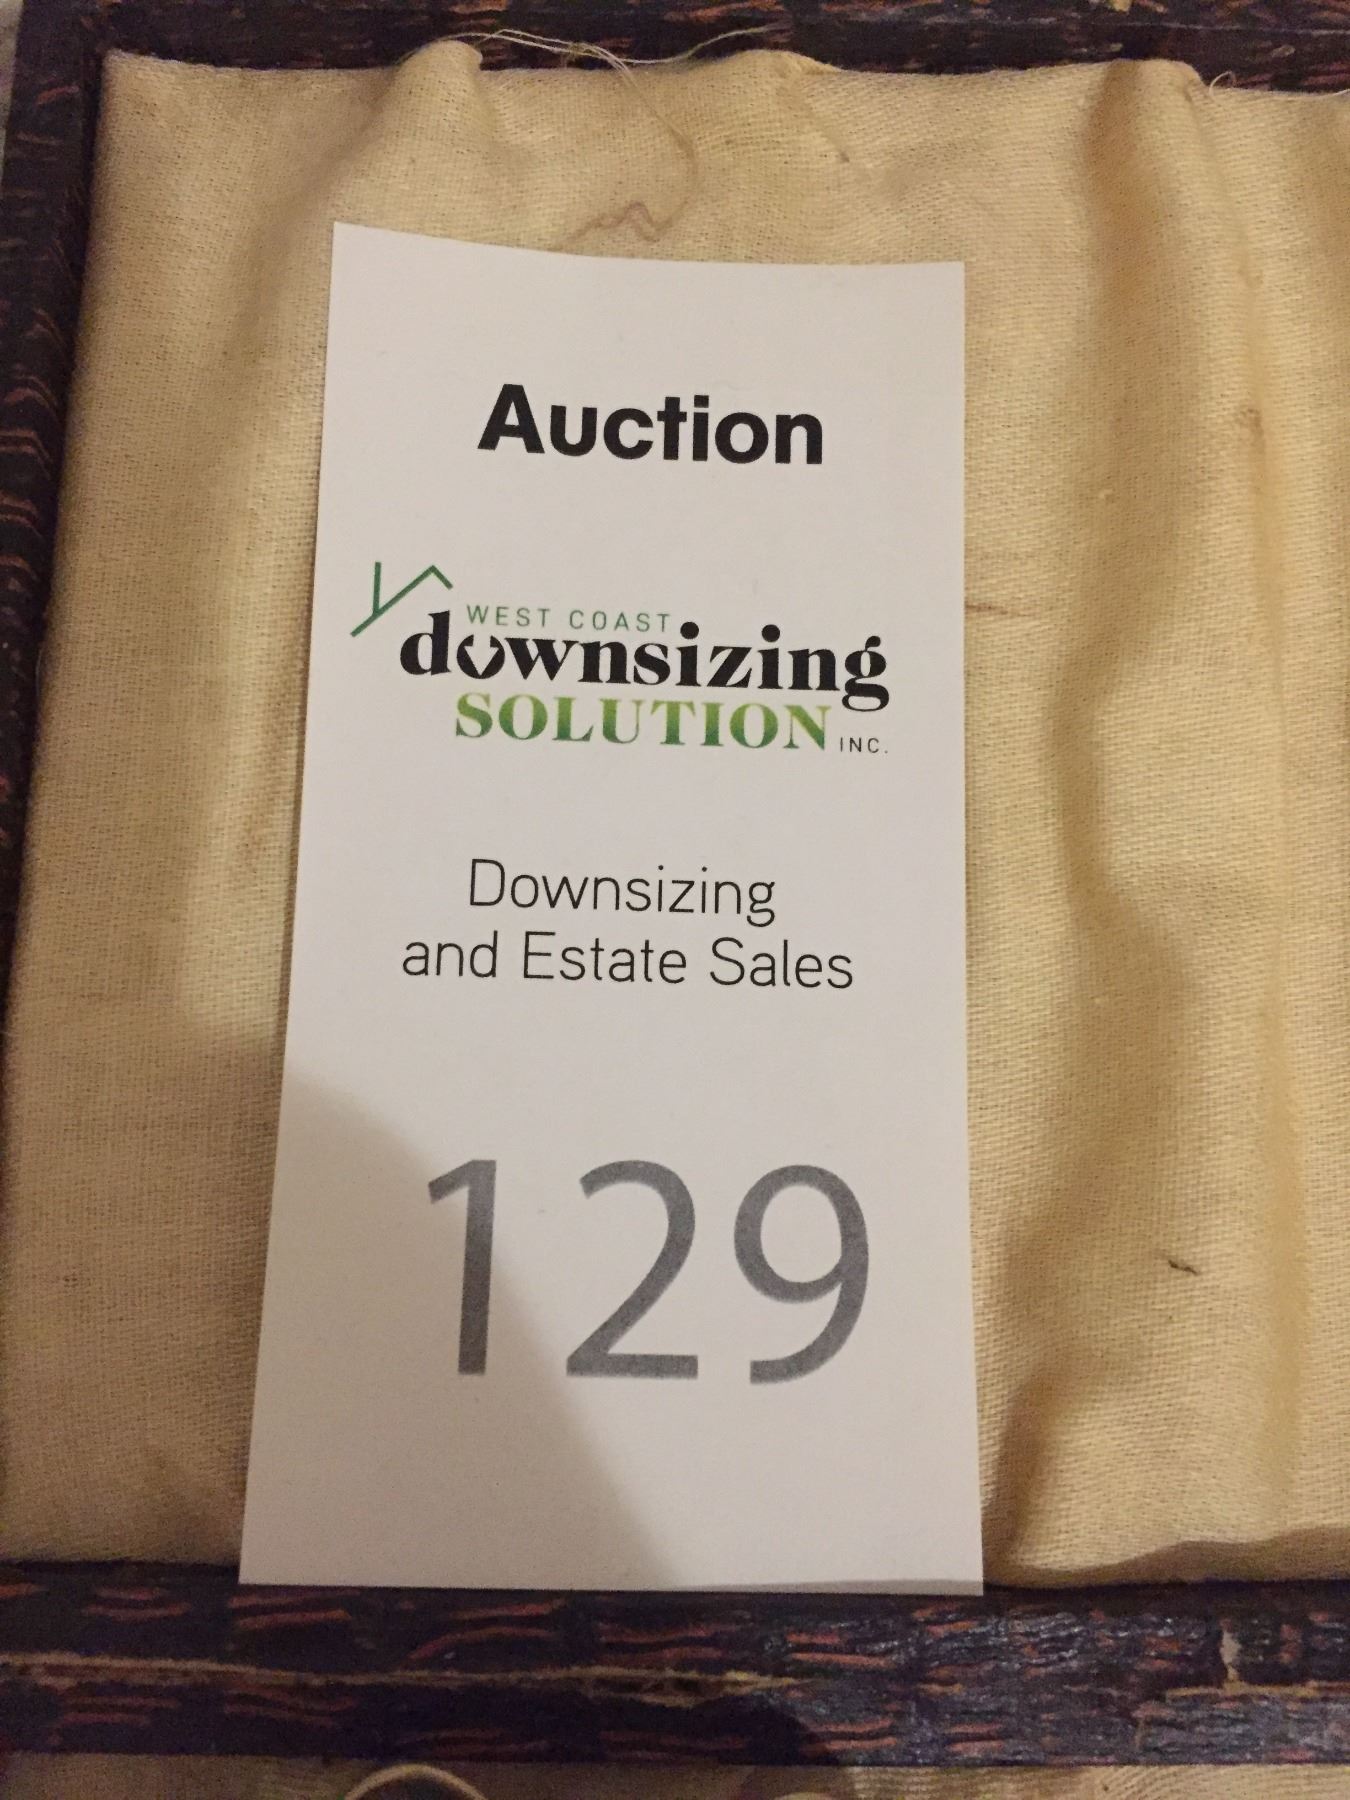 Auction
WEST COAST
downsizing
SOLUTION INC.
Downsizing
and Estate Sales
129